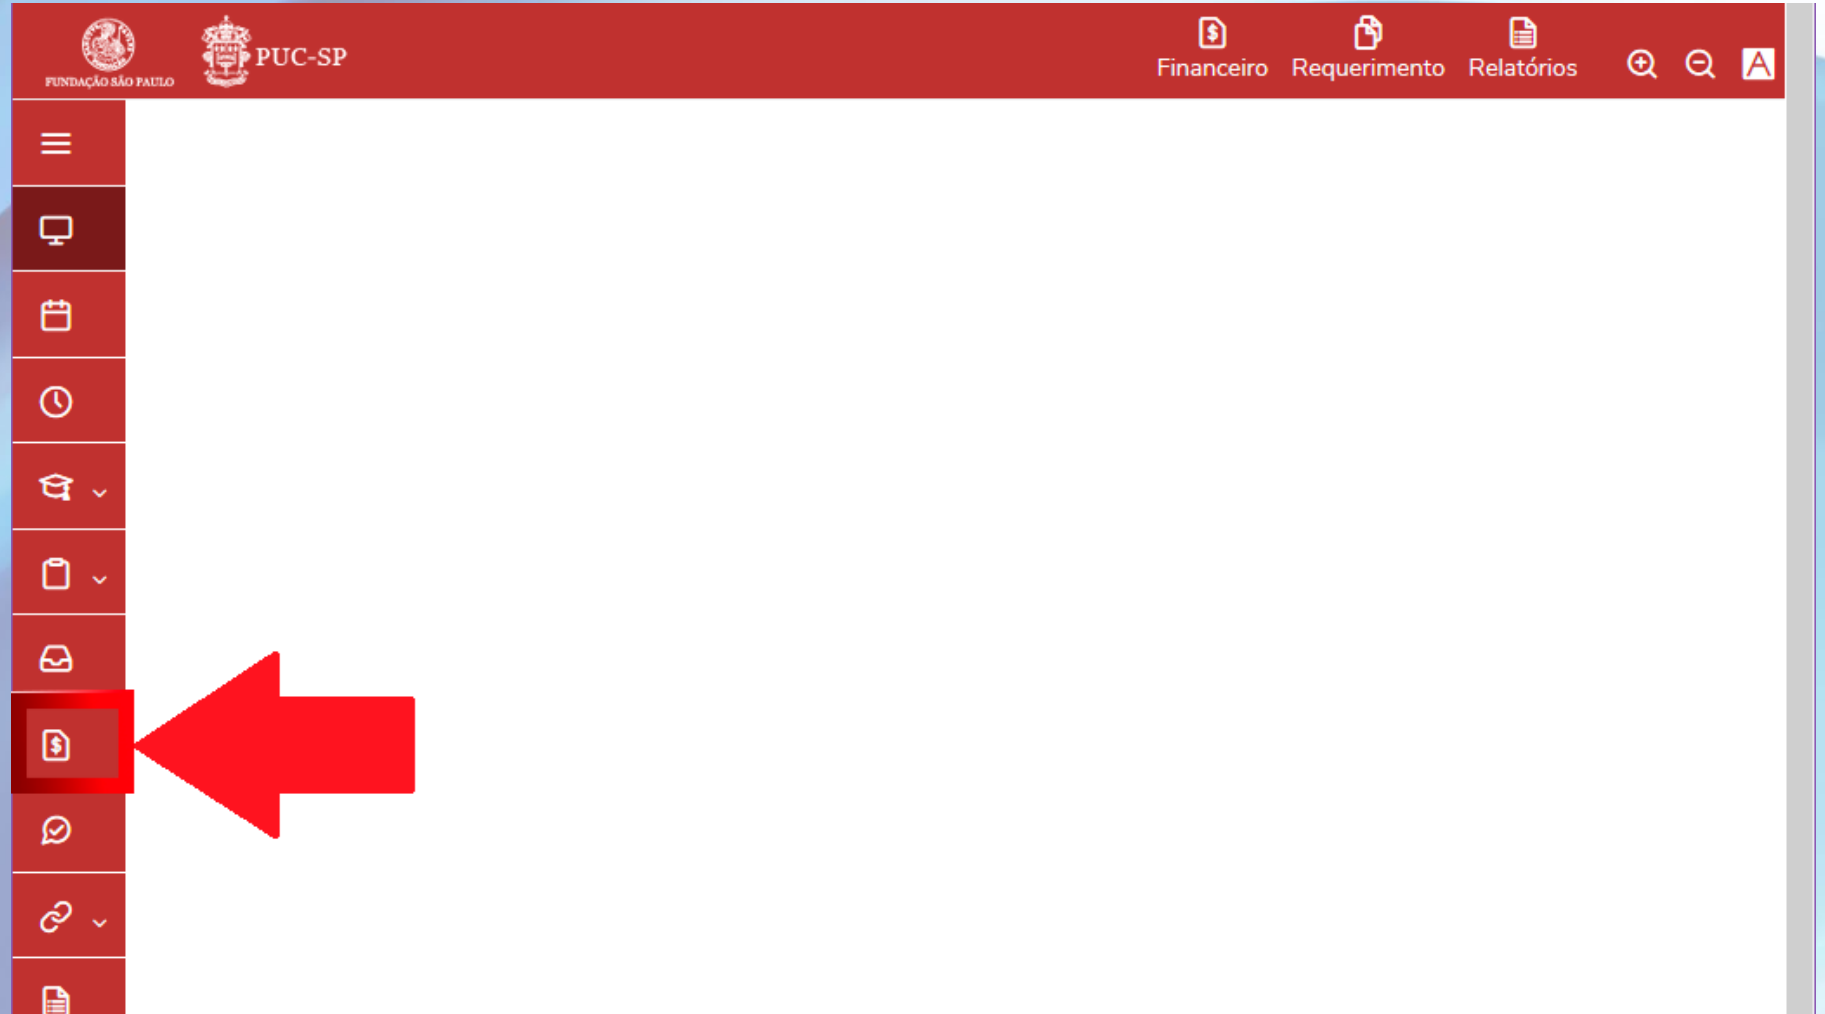 FUNDAÇÃO SÃO PAULO
PUC-SP
Financeiro Requerimento Relatórios
A